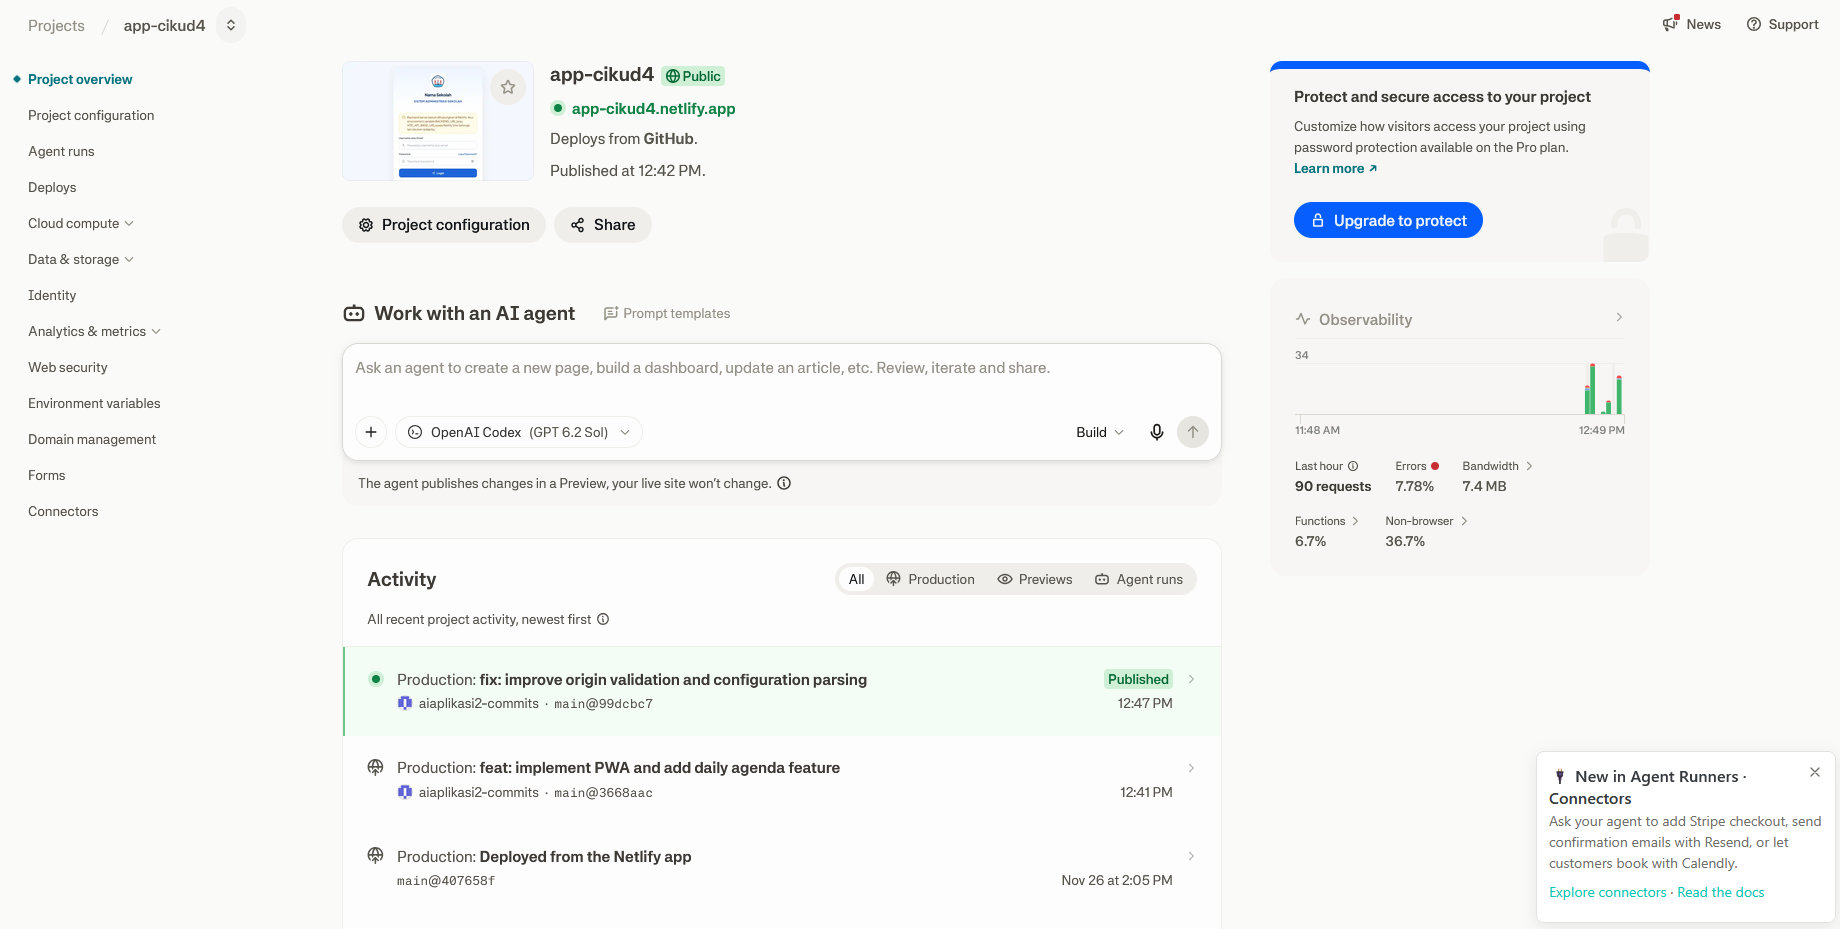 Projects / app-cikud4
News
Support
Project overview
Project configuration
Agent runs
Deploys
Cloud compute
Data & storage
Identity
Analytics & metrics
Web security
Environment variables
Domain management
Forms
Connectors
Nama Sekolah
app-cikud4 Public
app-cikud4.netlify.app
Deploys from GitHub.
Published at 12:42 PM.
Project configuration
Share
Work with an AI agent
Prompt templates
Ask an agent to create a new page, build a dashboard, update an article, etc. Review, iterate and share.
OpenAI Codex (GPT 6.2 Sol)
Build
The agent publishes changes in a Preview, your live site won't change.
Activity
All
Production
Previews
Agent runs
All recent project activity, newest first
Production: fix: improve origin validation and configuration parsing
Published
aiaplikasi2-commits · main@99dcbc7
12:47 PM
Production: feat: implement PWA and add daily agenda feature
aiaplikasi2-commits · main@3668aac
12:41 PM
Production: Deployed from the Netlify app
main@407658f
Nov 26 at 2:05 PM
Protect and secure access to your project
Customize how visitors access your project using
password protection available on the Pro plan.
Learn more ↗
Upgrade to protect
Observability
34
11:48 AM
12:49 PM
Last hour
Errors
Bandwidth
90 requests
7.78%
7.4 MB
Functions
Non-browser
6.7%
36.7%
New in Agent Runners ·
Connectors
Ask your agent to add Stripe checkout, send
confirmation emails with Resend, or let
customers book with Calendly.
Explore connectors · Read the docs